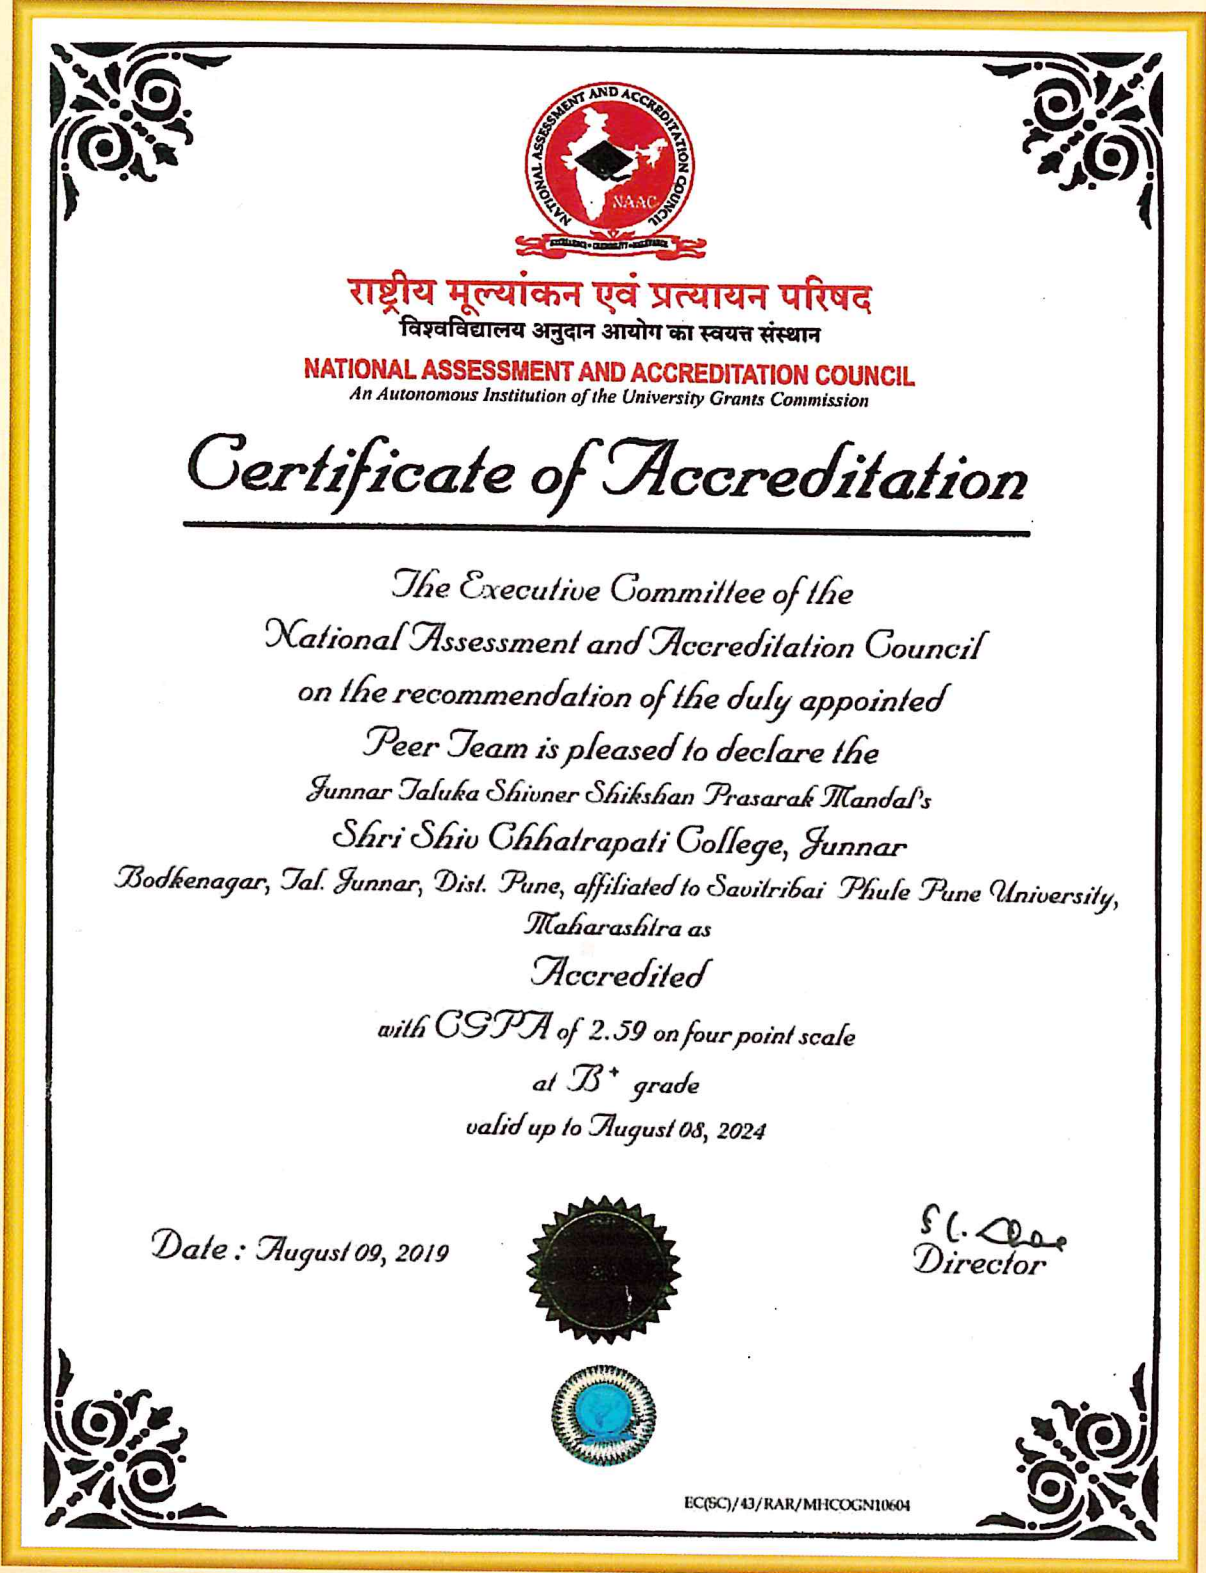 NATIONAL ASSESSMENT AND ACCREDITATION COUNCIL
NAAC
EXCELLENCE • CREDIBILITY • RELEVANCE
राष्ट्रीय मूल्यांकन एवं प्रत्यायन परिषद
विश्वविद्यालय अनुदान आयोग का स्वयत्त संस्थान
NATIONAL ASSESSMENT AND ACCREDITATION COUNCIL
An Autonomous Institution of the University Grants Commission
Certificate of Accreditation
The Executive Committee of the
National Assessment and Accreditation Council
on the recommendation of the duly appointed
Peer Team is pleased to declare the
Junnar Taluka Shivner Shikshan Prasarak Mandal's
Shri Shiv Chhatrapati College, Junnar
Bodkenagar, Tal. Junnar, Dist. Pune, affiliated to Savitribai Phule Pune University,
Maharashtra as
Accredited
with CGPA of 2.59 on four point scale
at B+ grade
valid up to August 08, 2024
Date : August 09, 2019
Director
EC(SC)/43/RAR/MHCOGN10604